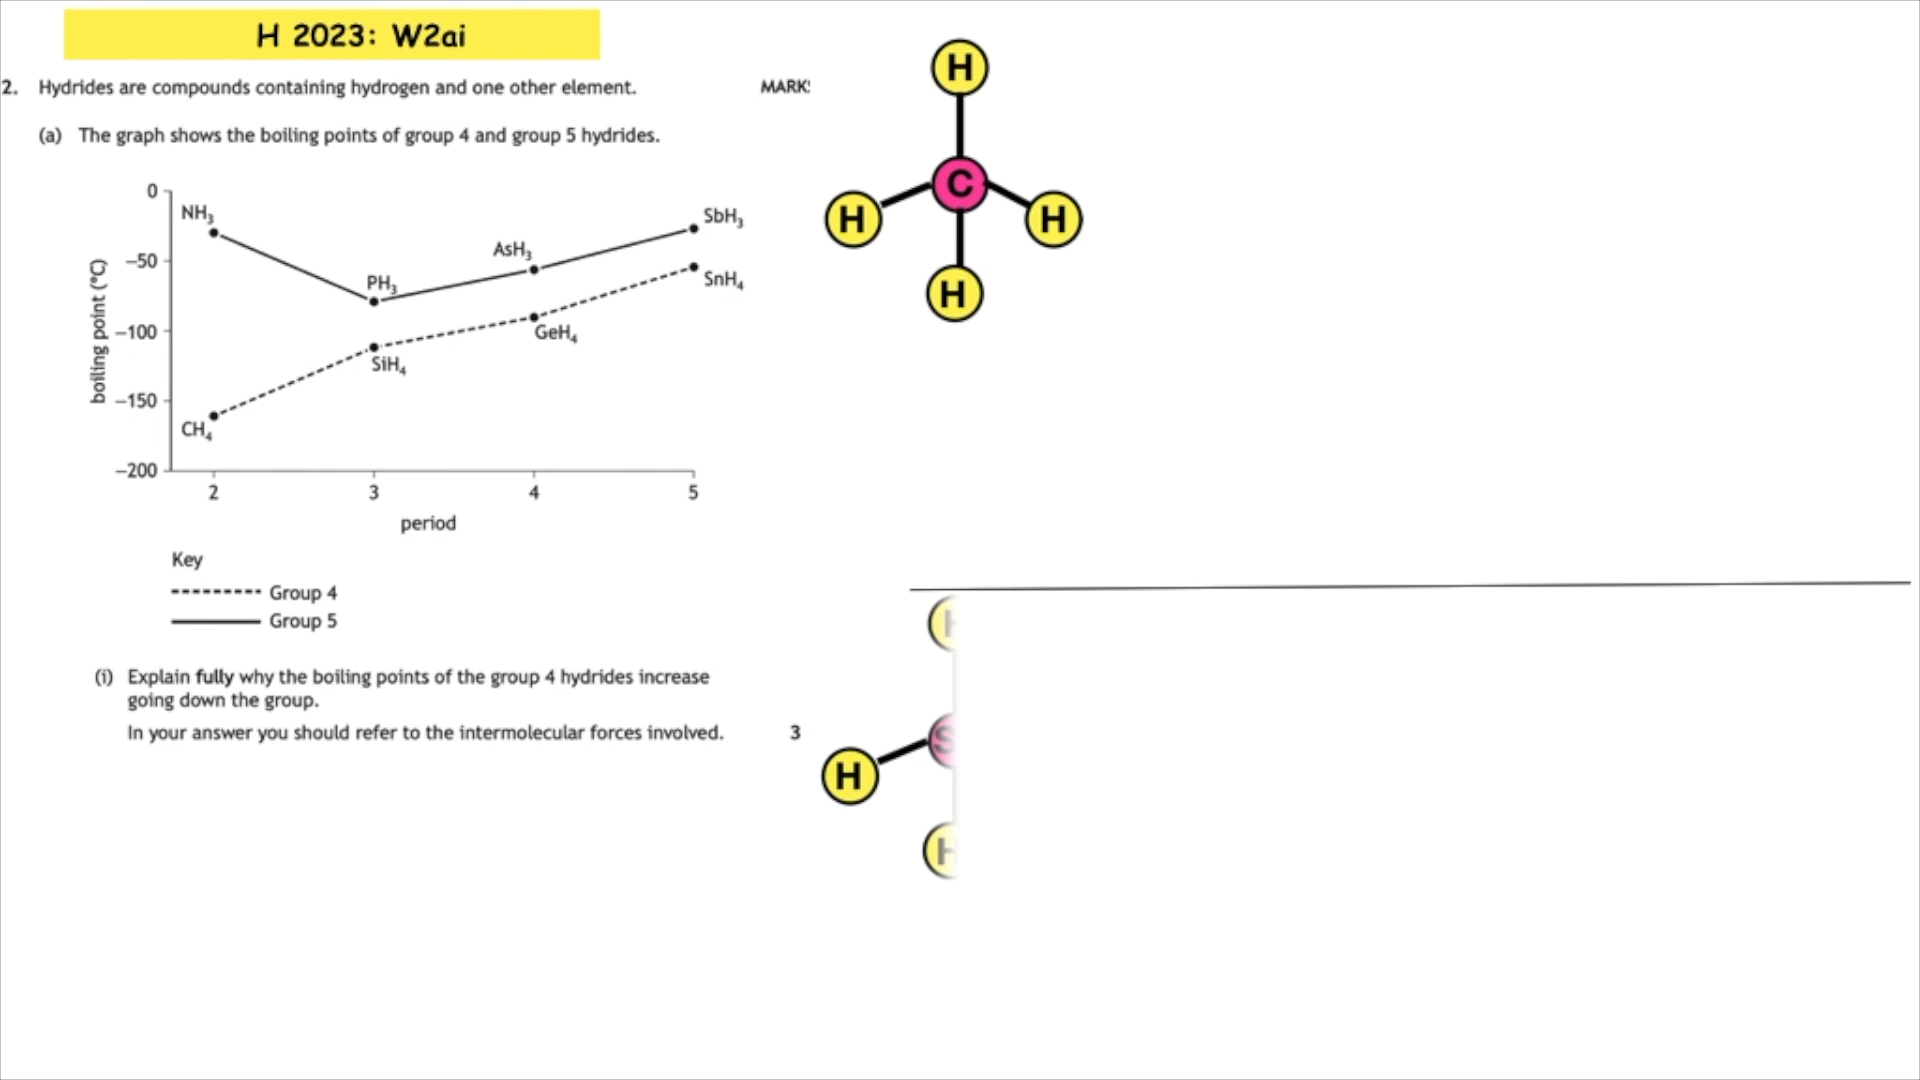 H 2023: W2ai
2. Hydrides are compounds containing hydrogen and one other element.
MARK
(a) The graph shows the boiling points of group 4 and group 5 hydrides.
0
−50
−100
−150
−200
boiling point (°C)
NH₃
PH₃
AsH₃
SbH₃
CH₄
SiH₄
GeH₄
SnH₄
2 3 4 5
period
Key
Group 4
Group 5
(i) Explain fully why the boiling points of the group 4 hydrides increase
going down the group.
In your answer you should refer to the intermolecular forces involved. 3
H
C
H H
H
H
S
H
H